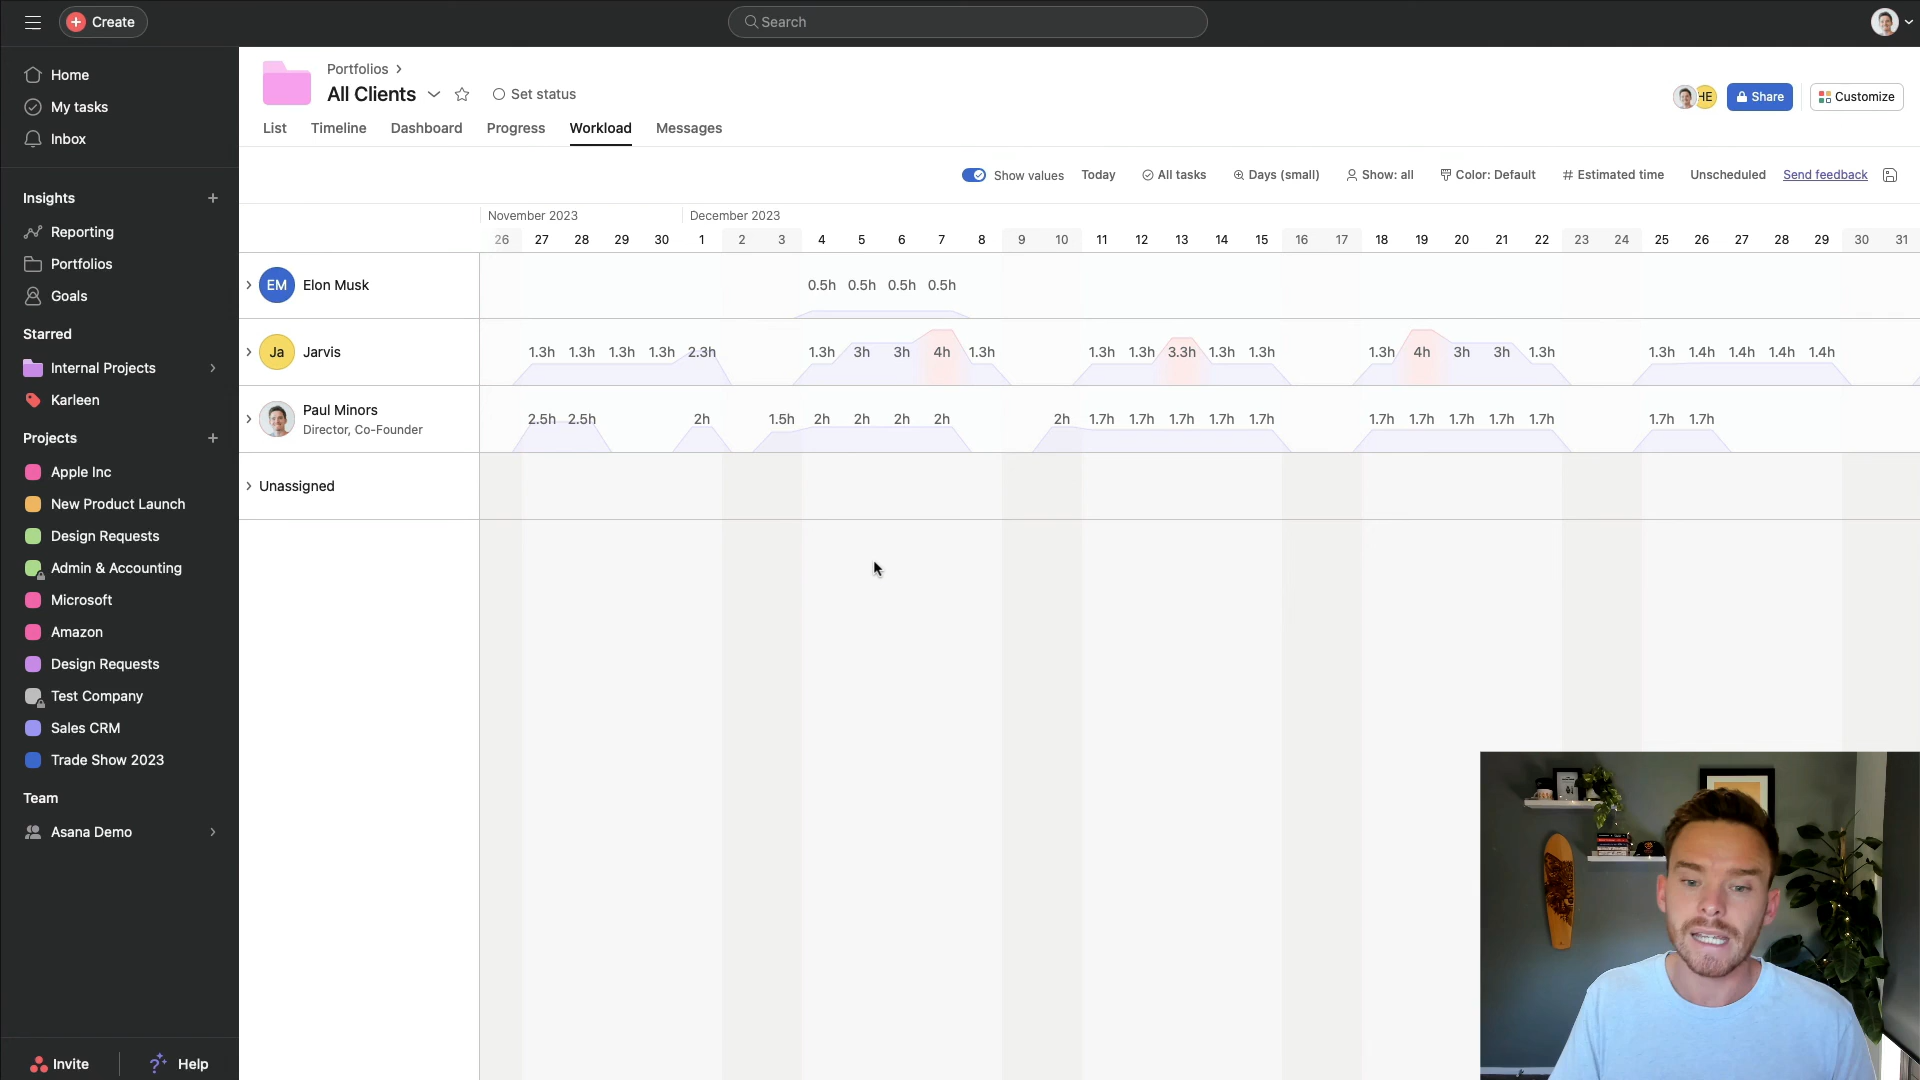 Create
Search
Home
My tasks
Inbox
Insights
Reporting
Portfolios
Goals
Starred
Internal Projects
Karleen
Projects
Apple Inc
New Product Launch
Design Requests
Admin & Accounting
Microsoft
Amazon
Design Requests
Test Company
Sales CRM
Trade Show 2023
Team
Asana Demo
Invite
Help
Portfolios
All Clients
Set status
HE
Share
Customize
List Timeline Dashboard Progress Workload Messages
Show values Today All tasks Days (small) Show: all Color: Default # Estimated time Unscheduled Send feedback
November 2023 December 2023
26 27 28 29 30 1 2 3 4 5 6 7 8 9 10 11 12 13 14 15 16 17 18 19 20 21 22 23 24 25 26 27 28 29 30 31
EM Elon Musk 0.5h 0.5h 0.5h 0.5h
Ja Jarvis 1.3h 1.3h 1.3h 1.3h 2.3h 1.3h 3h 3h 4h 1.3h 1.3h 1.3h 3.3h 1.3h 1.3h 1.3h 4h 3h 3h 1.3h 1.3h 1.4h 1.4h 1.4h 1.4h
Paul Minors
2.5h 2.5h 2h 1.5h 2h 2h 2h 2h 2h 1.7h 1.7h 1.7h 1.7h 1.7h 1.7h 1.7h 1.7h 1.7h 1.7h 1.7h 1.7h
Director, Co-Founder
Unassigned